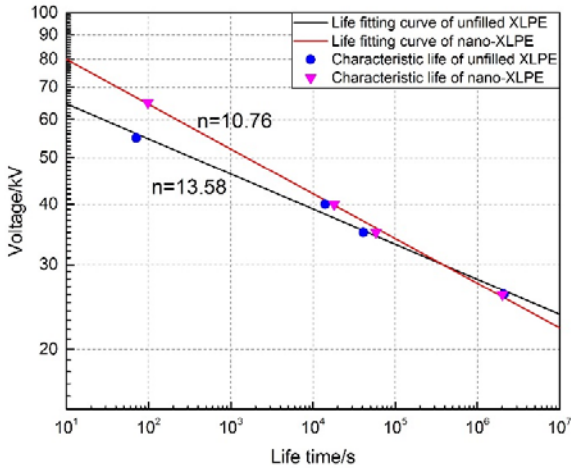 Life fitting curve of unfilled XLPE
Life fitting curve of nano-XLPE
Characteristic life of unfilled XLPE
Characteristic life of nano-XLPE
100
90
80
70
60
50
40
30
20
Voltage/kV
n=10.76
n=13.58
10¹ 10² 10³ 10⁴ 10⁵ 10⁶ 10⁷
Life time/s